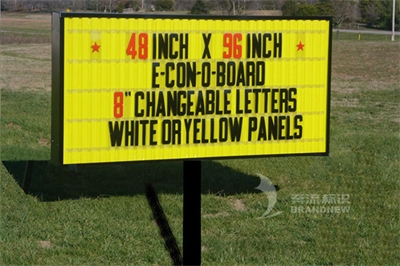 ★ 48 INCH X 96 INCH ★
E-CON-O-BOARD
8" CHANGEABLE LETTERS
WHITE OR YELLOW PANELS
奔流标识
BRANDNEW